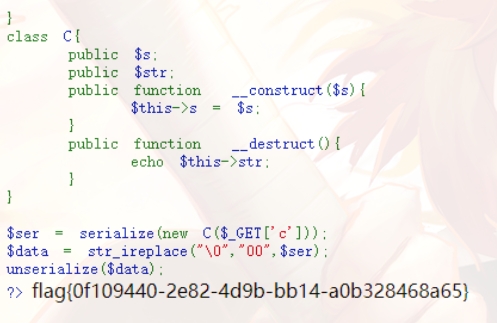 }
class C{
public $s;
public $str;
public function __construct($s){
$this->s = $s;
}
public function __destruct(){
echo $this->str;
}
}
$ser = serialize(new C($_GET['c']));
$data = str_ireplace("\0","00",$ser);
unserialize($data);
?> flag{0f109440-2e82-4d9b-bb14-a0b328468a65}